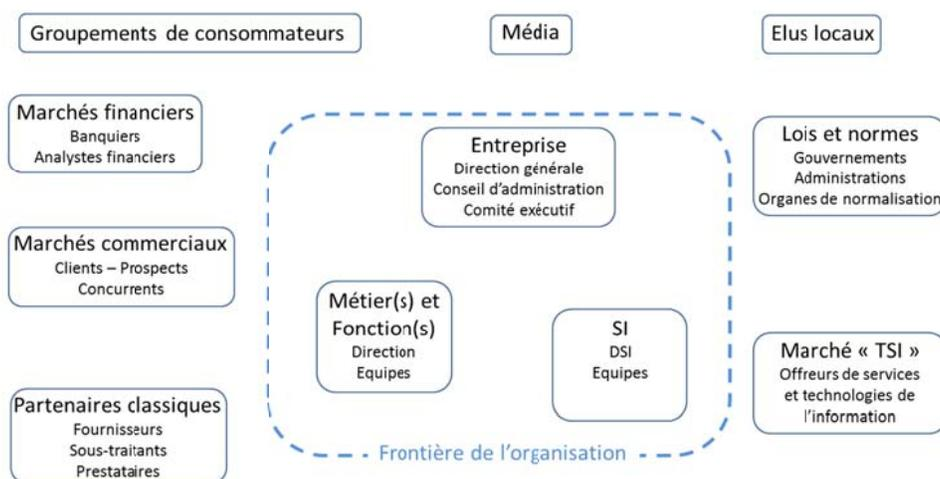 Groupements de consommateurs
Média
Elus locaux
Marchés financiers
Banquiers
Analystes financiers
Entreprise
Direction générale
Conseil d'administration
Comité exécutif
Lois et normes
Gouvernements
Administrations
Organes de normalisation
Marchés commerciaux
Clients – Prospects
Concurrents
Métier(s) et
Fonction(s)
Direction
Equipes
SI
DSI
Equipes
Marché « TSI »
Offreurs de services
et technologies de
l'information
Partenaires classiques
Fournisseurs
Sous-traitants
Prestataires
Frontière de l'organisation